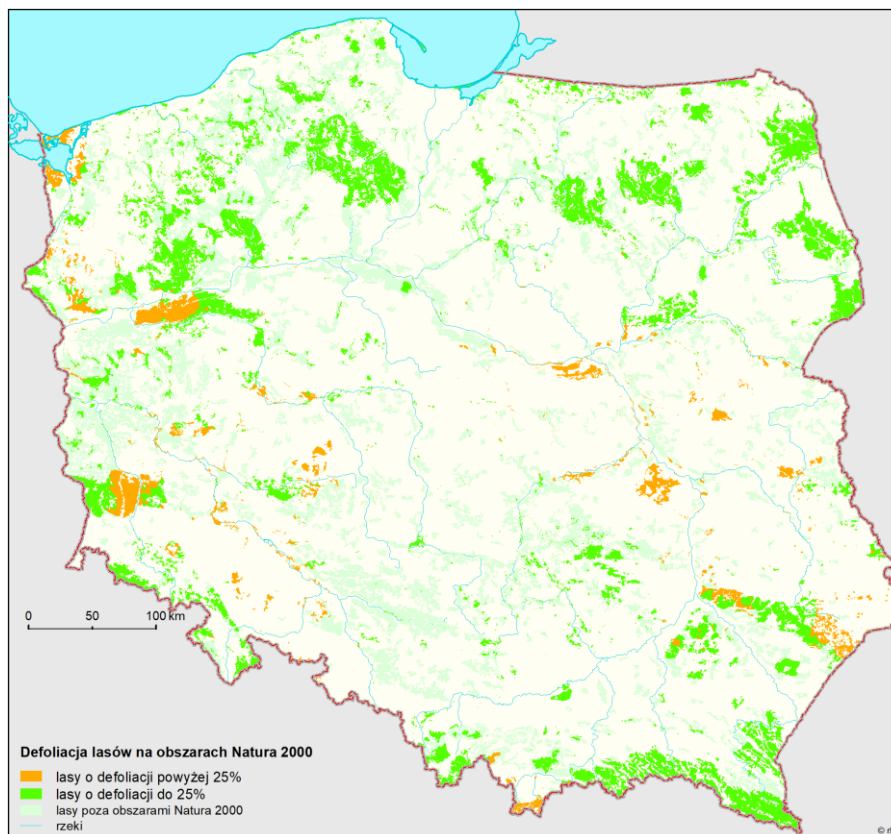 0 50 100 km
Defoliacja lasów na obszarach Natura 2000
lasy o defoliacji powyżej 25%
lasy o defoliacji do 25%
lasy poza obszarami Natura 2000
rzeki
©